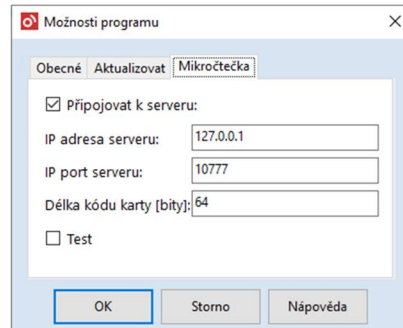 Možnosti programu
Obecné Aktualizovat Mikročtečka
Připojovat k serveru:
IP adresa serveru: 127.0.0.1
IP port serveru: 10777
Délka kódu karty [bity]: 64
Test
OK Storno Nápověda